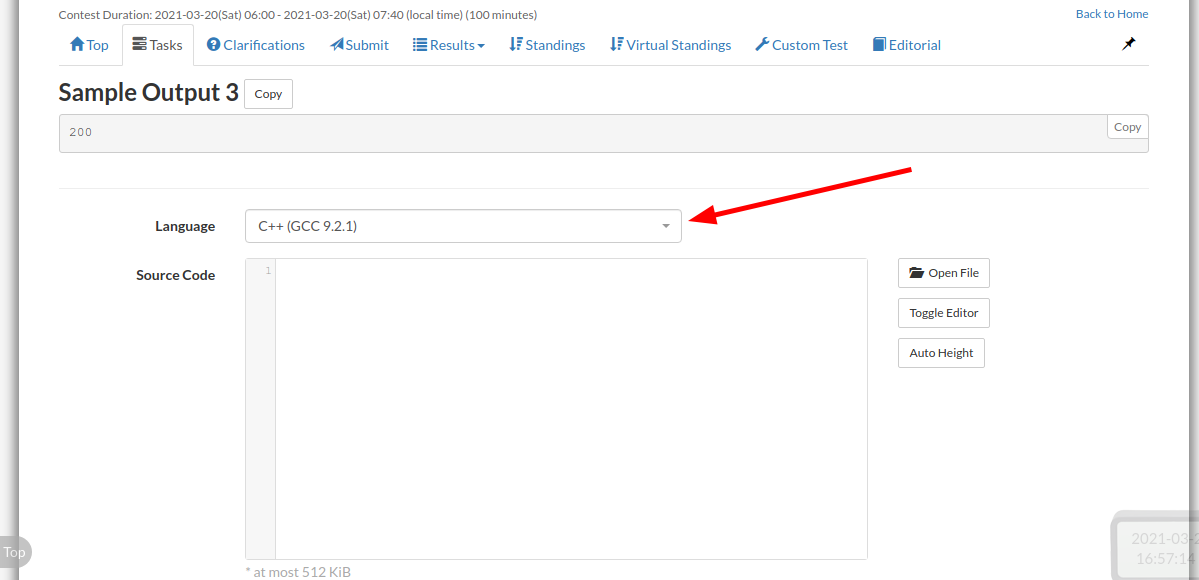 Contest Duration: 2021-03-20(Sat) 06:00 - 2021-03-20(Sat) 07:40 (local time) (100 minutes)
Back to Home
Top
Tasks
Clarifications
Submit
Results
Standings
Virtual Standings
Custom Test
Editorial
Sample Output 3
Copy
200
Copy
Language
C++ (GCC 9.2.1)
Source Code
1
Open File
Toggle Editor
Auto Height
* at most 512 KiB
Top
2021-03-2
16:57:14